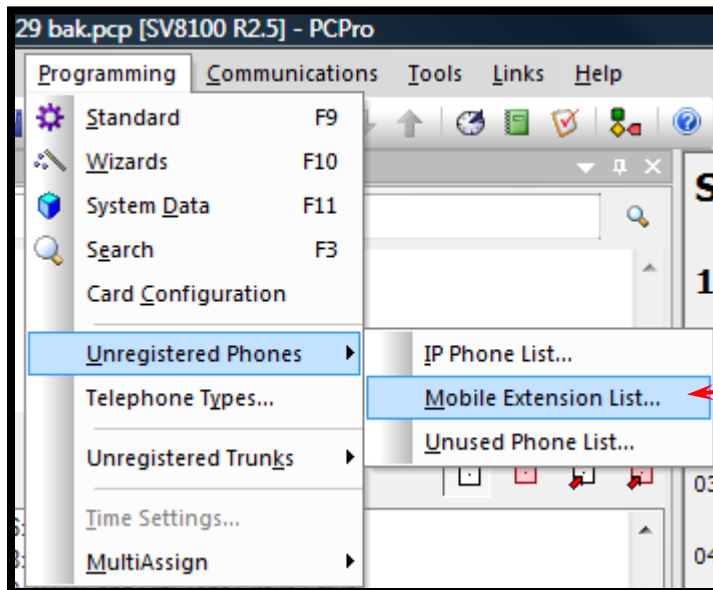 29 bak.pcp [SV8100 R2.5] - PCPro
Programming Communications Tools Links Help
Standard F9
Wizards F10
System Data F11
Search F3
Card Configuration
Unregistered Phones
IP Phone List...
Telephone Types...
Mobile Extension List...
Unused Phone List...
Unregistered Trunks
Time Settings...
MultiAssign
S
1
03
04